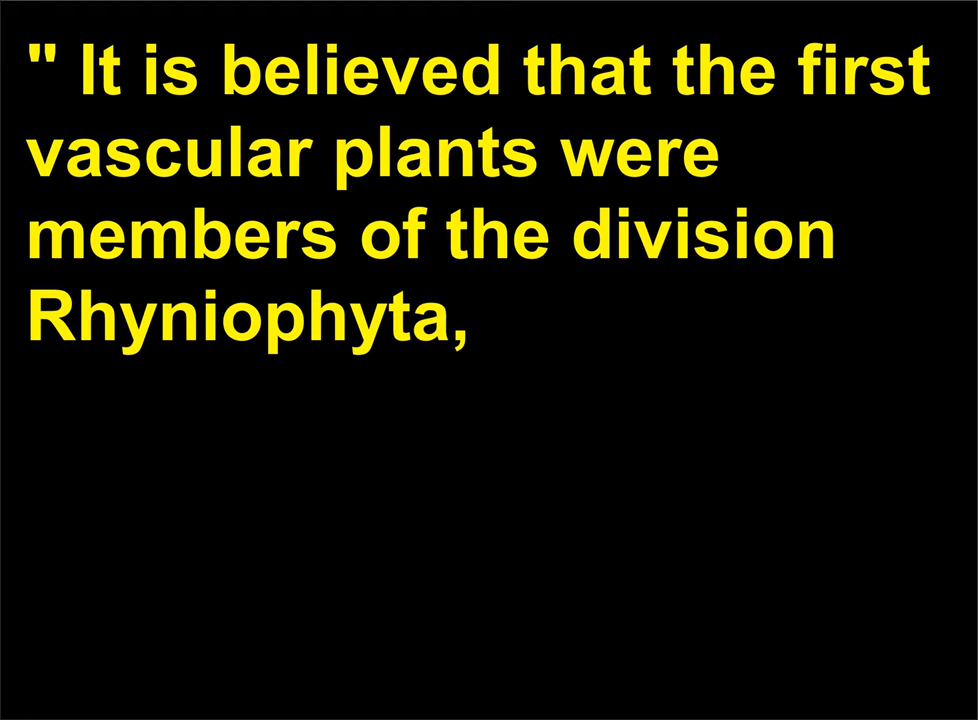 " It is believed that the first
vascular plants were
members of the division
Rhyniophyta,